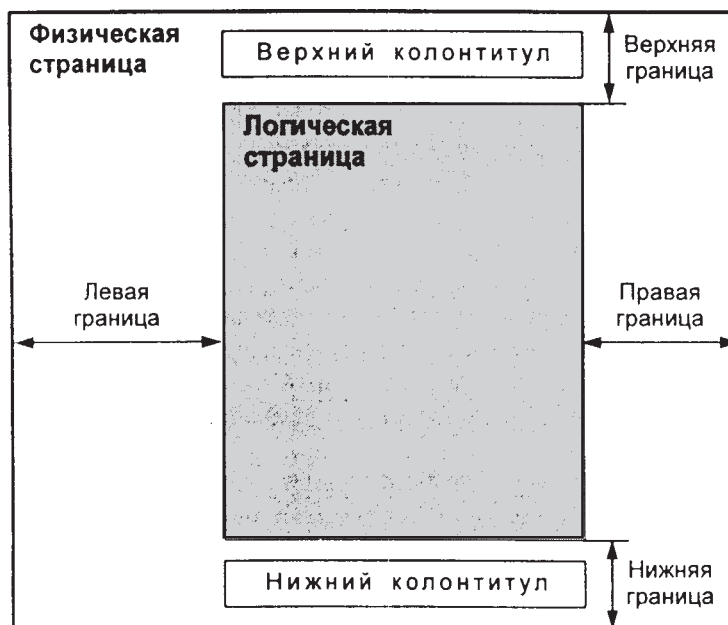 Физическая
страница
Верхний колонтитул
Верхняя
граница
Логическая
страница
Левая
граница
Правая
граница
Нижний колонтитул
Нижняя
граница